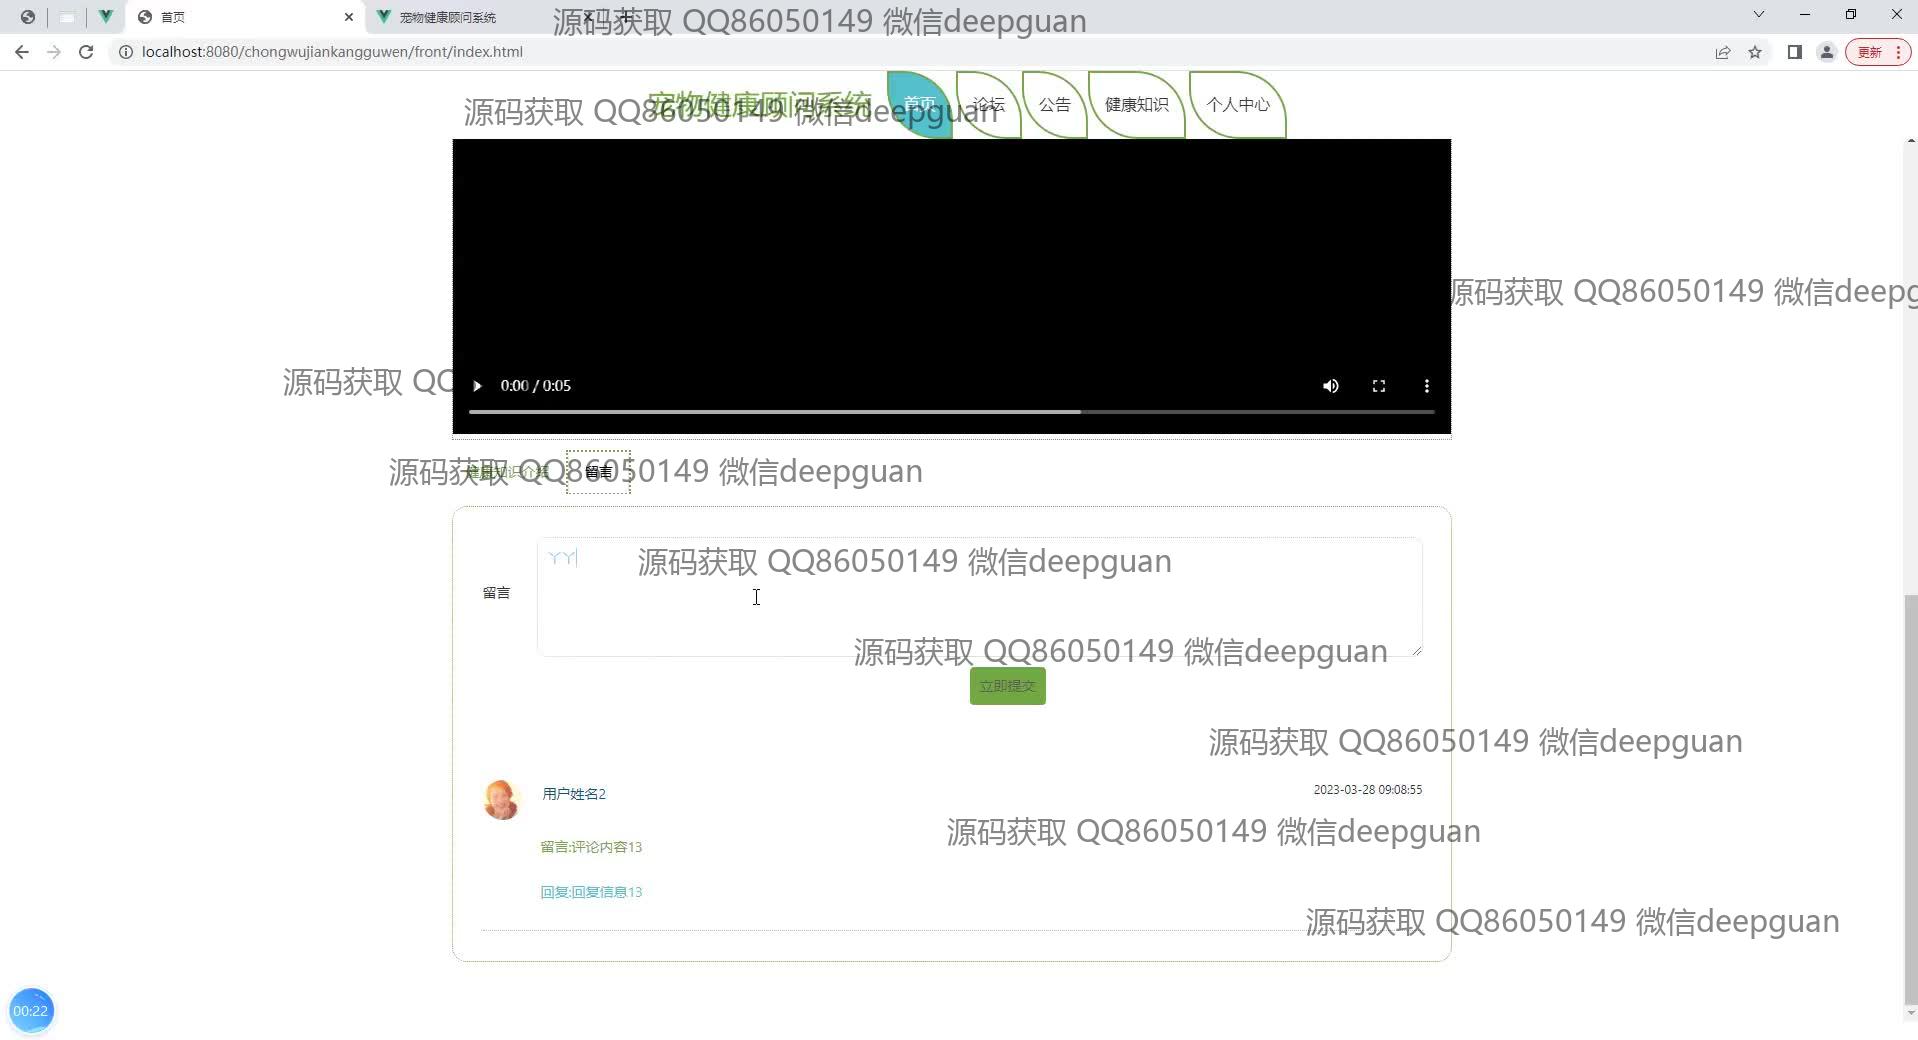 首页
宠物健康顾问系统
源码获取 QQ86050149 微信deepguan
localhost:8080/chongwujiankangguwen/front/index.html
更新
宠物健康顾问系统
首页
论坛
公告
健康知识
个人中心
源码获取 QQ86050149 微信deepguan
源码获取 QQ86050149 微信deepg
源码获取 QQ
0:00 / 0:05
健康知识介绍
留言
源码获取 QQ86050149 微信deepguan
YY
源码获取 QQ86050149 微信deepguan
留言
源码获取 QQ86050149 微信deepguan
立即提交
源码获取 QQ86050149 微信deepguan
用户姓名2
2023-03-28 09:08:55
源码获取 QQ86050149 微信deepguan
留言:评论内容13
回复:回复信息13
源码获取 QQ86050149 微信deepguan
00:22